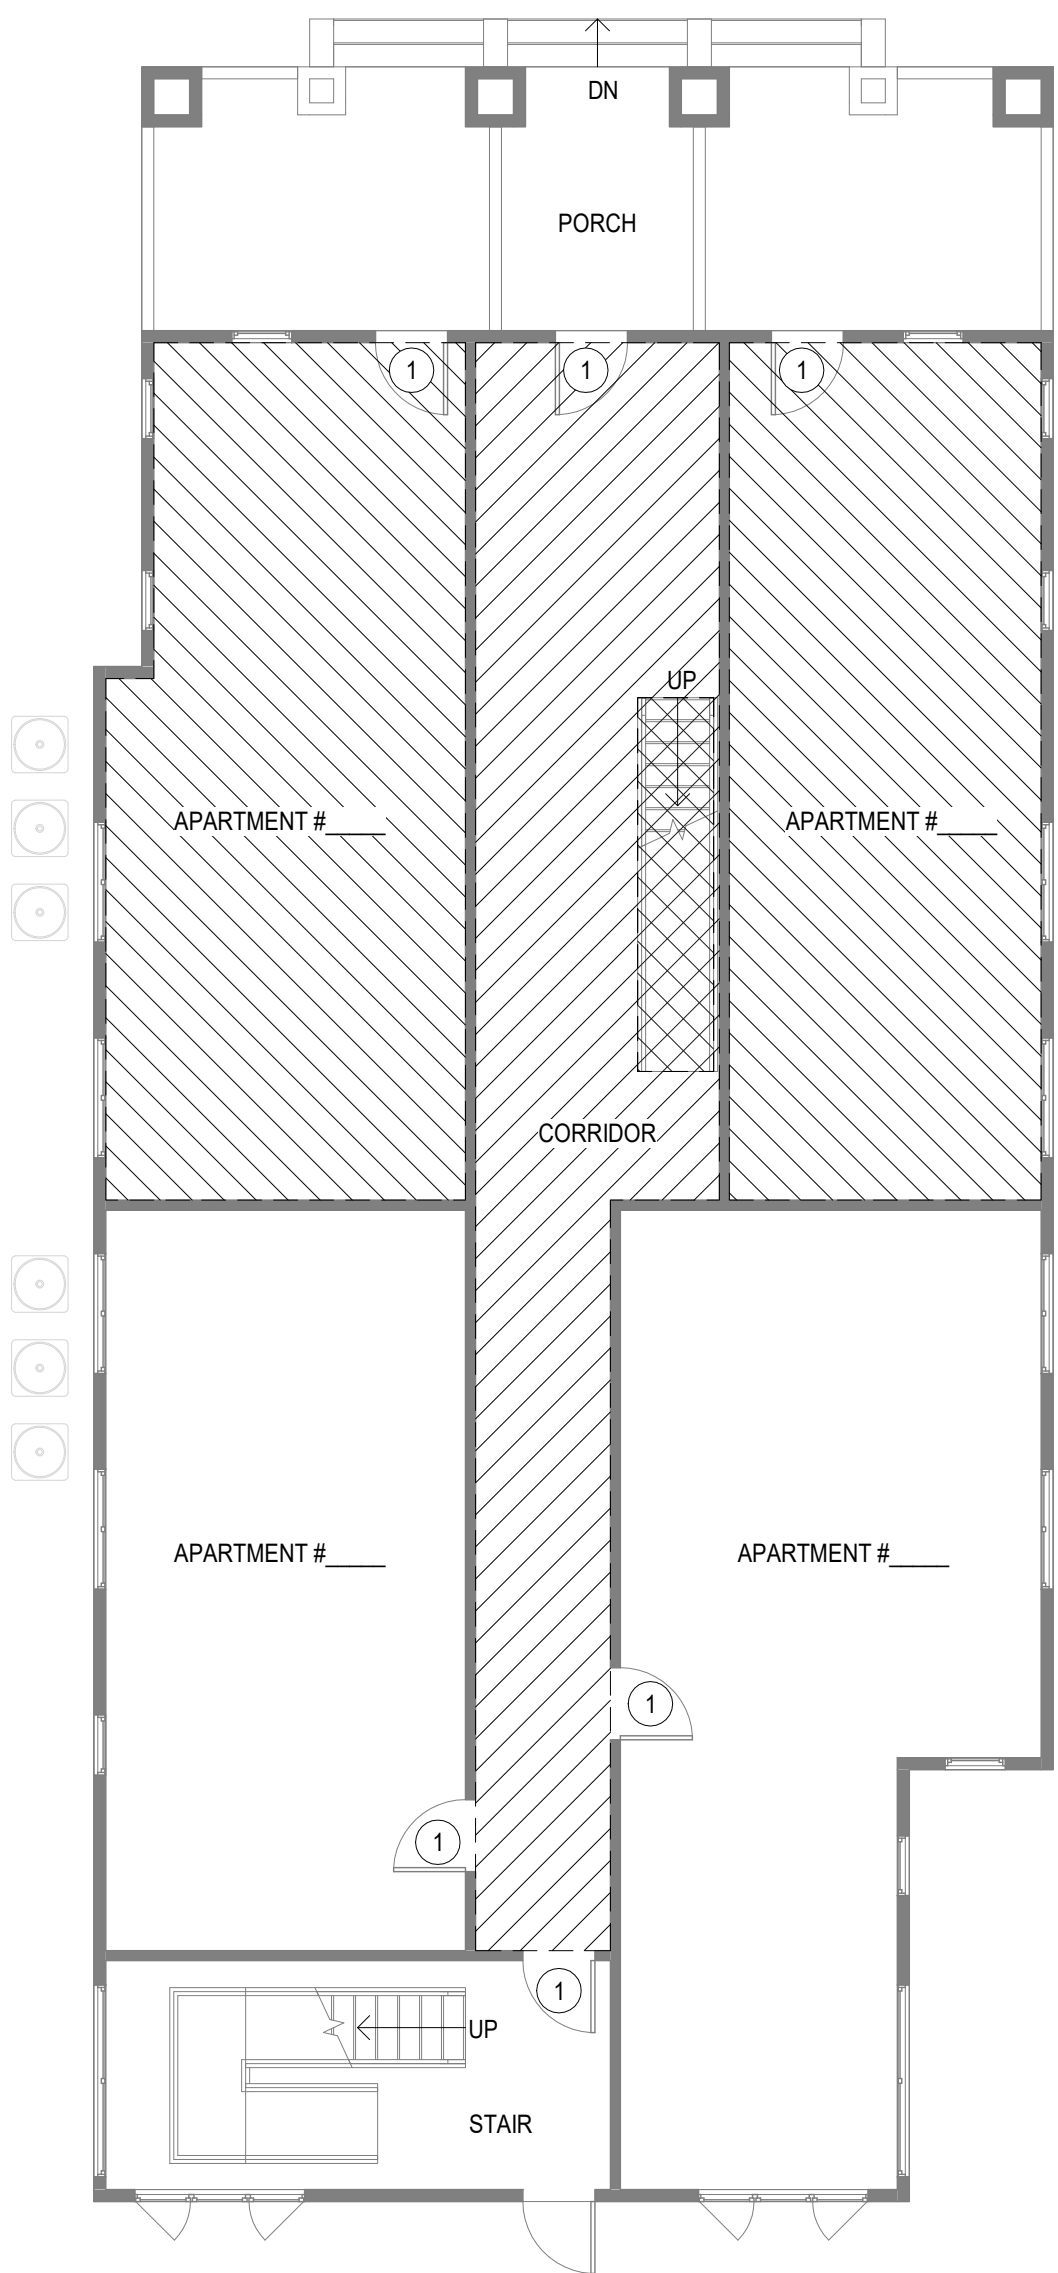 DN
PORCH
1
1
1
UP
APARTMENT #_____
APARTMENT #_____
CORRIDOR
APARTMENT #_____
APARTMENT #_____
1
1
1
UP
STAIR